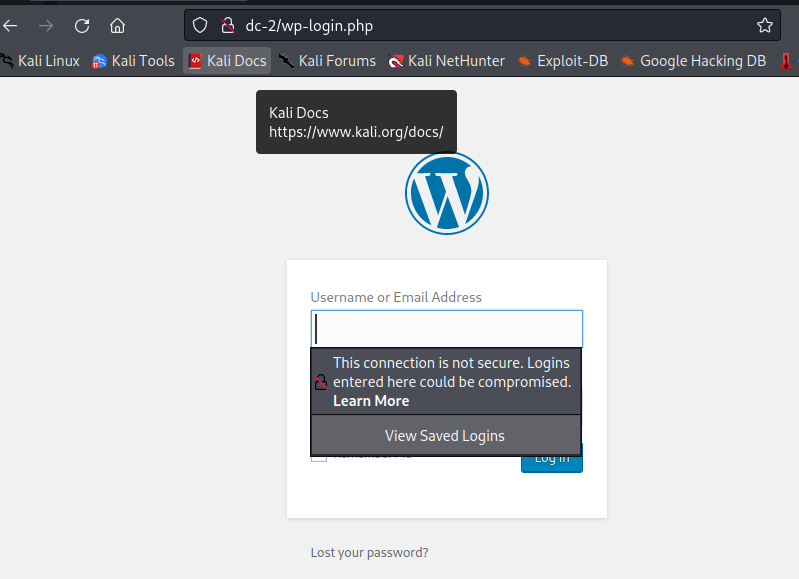 dc-2/wp-login.php
Kali Linux Kali Tools Kali Docs Kali Forums Kali NetHunter Exploit-DB Google Hacking DB
Kali Docs
https://www.kali.org/docs/
Username or Email Address
This connection is not secure. Logins
entered here could be compromised.
Learn More
View Saved Logins
Remember Me Log In
Lost your password?